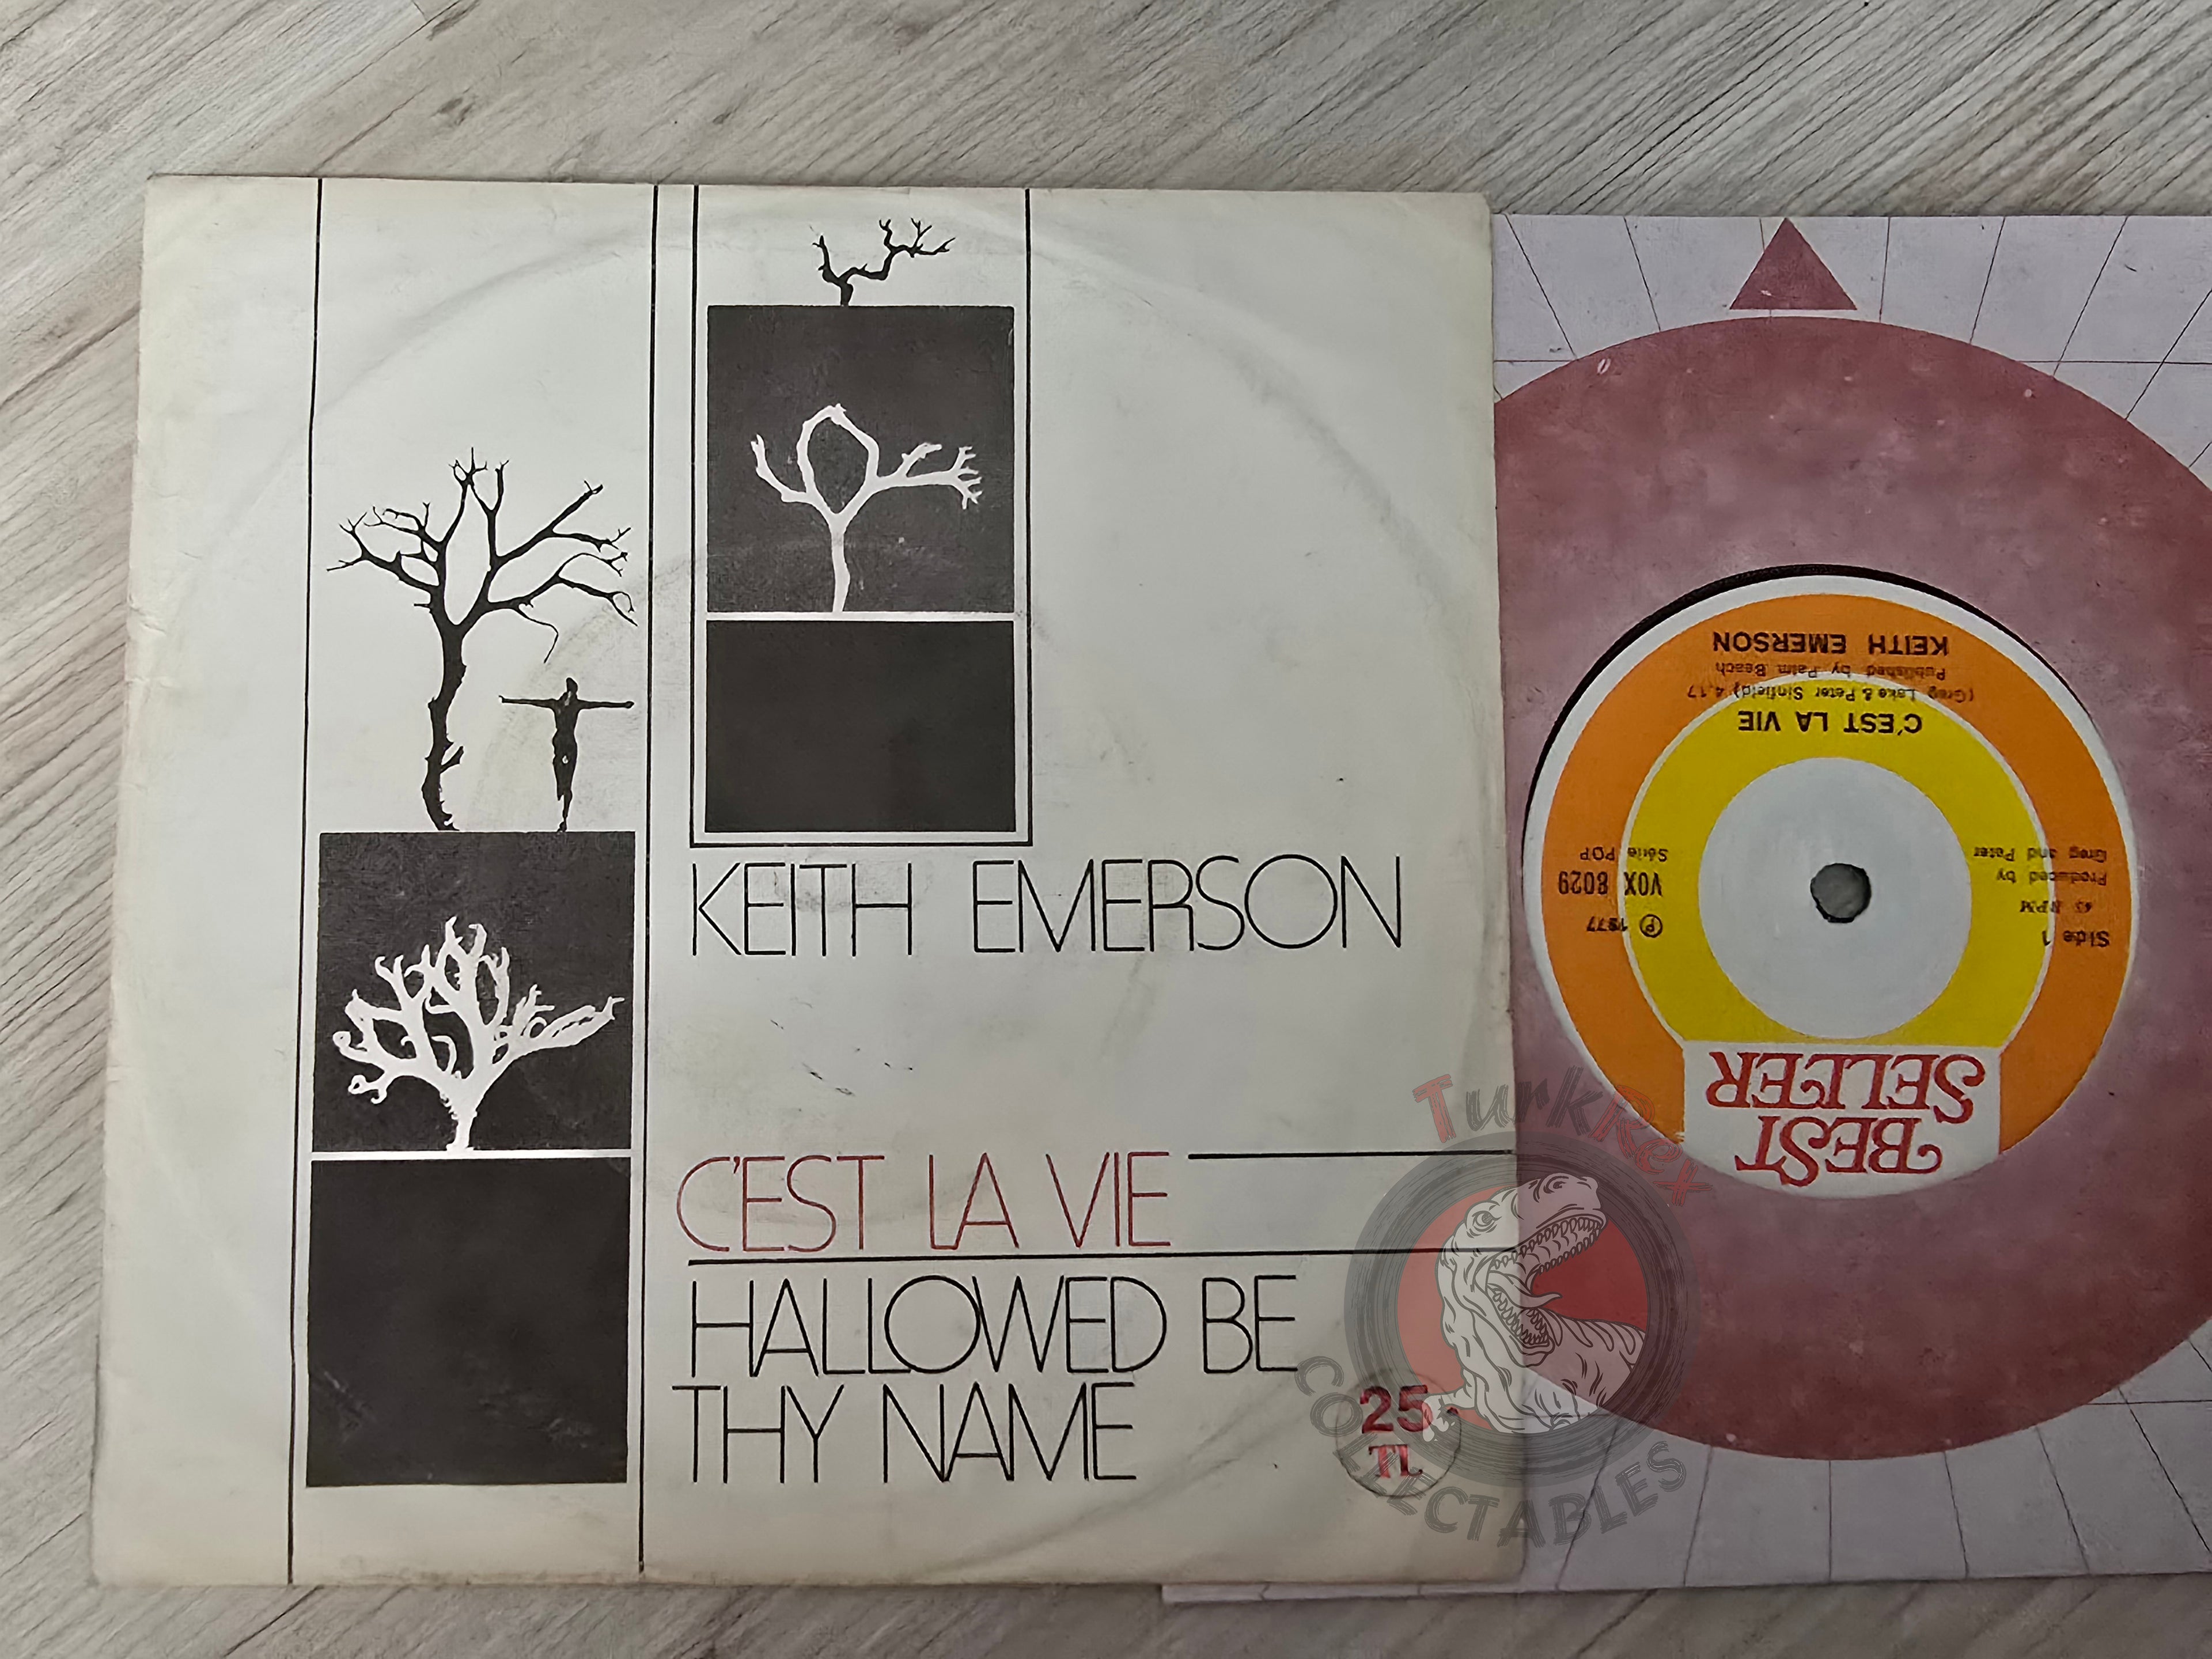 KEITH EMERSON
C'EST LA VIE
HALLOWED BE
THY NAME
25
TL
BEST
SELLER
Side 1
45 RPM
Produced by
Greg and Peter
℗ 1977
VOX 8029
Série POP
C'EST LA VIE
(Greg Lake & Peter Sinfield) 4.17
Published by Palm Beach
KEITH EMERSON
TurkRex
COLLECTABLES